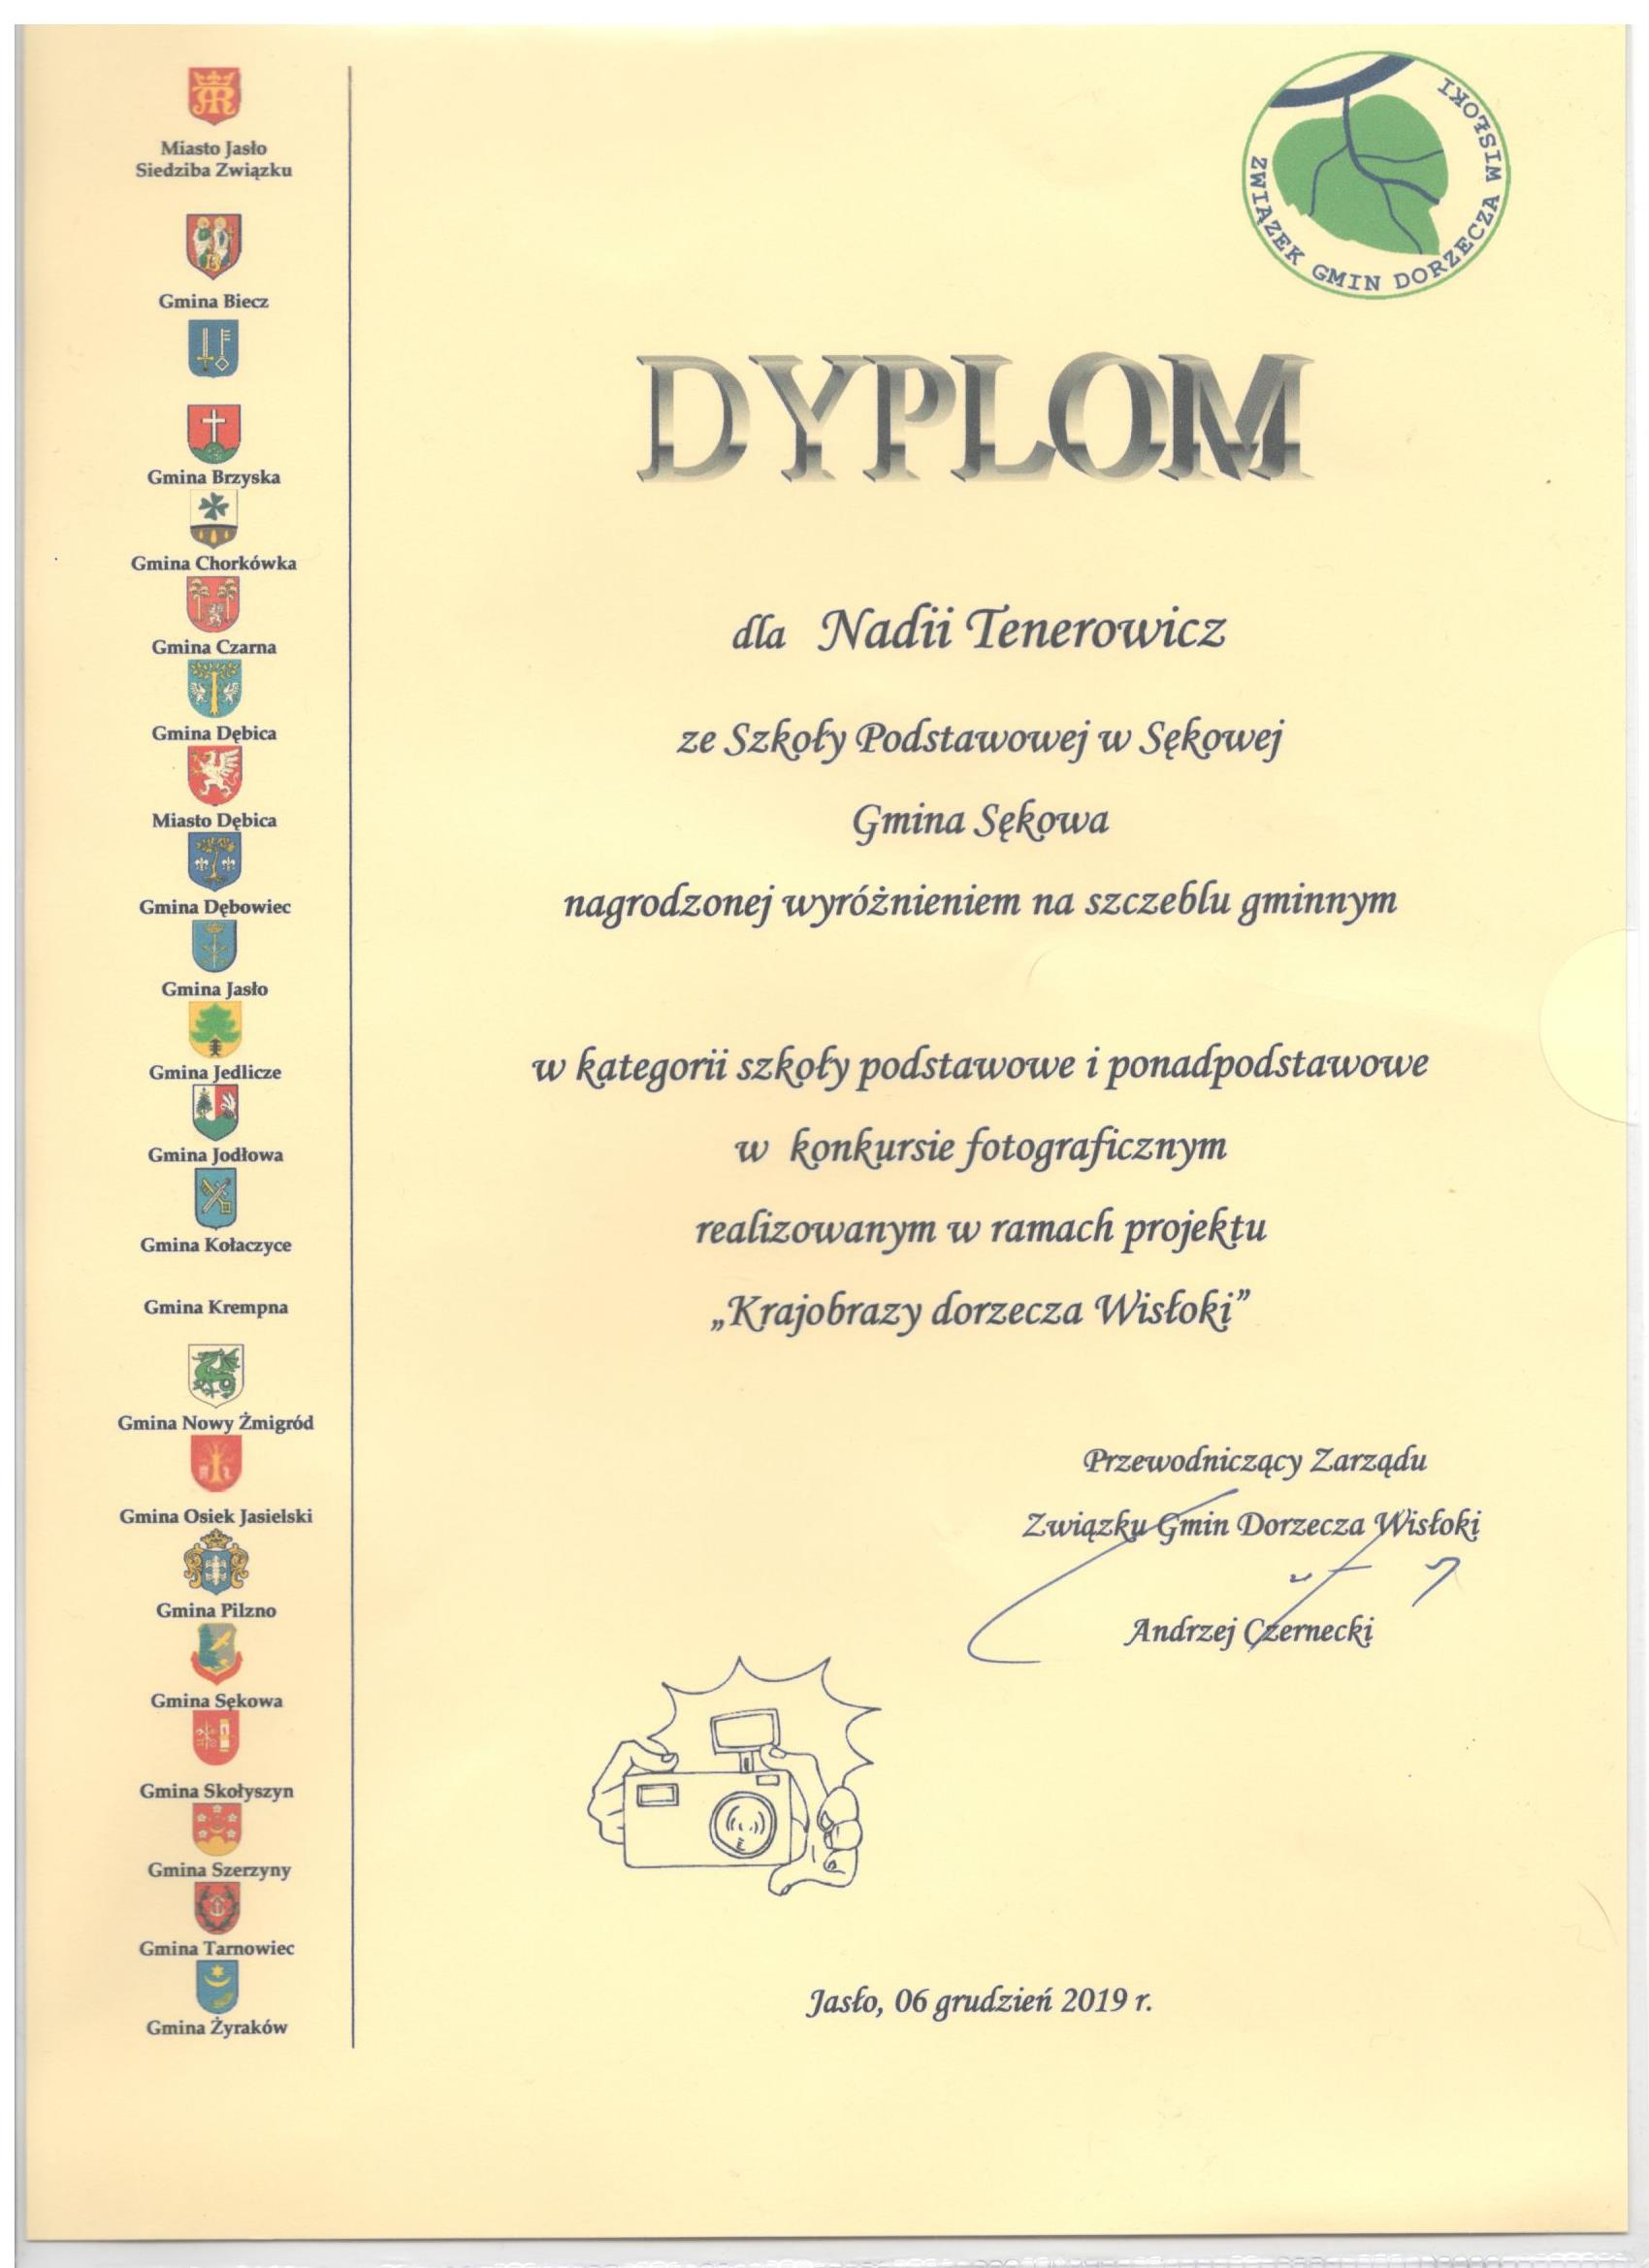 Miasto Jasło
Siedziba Związku
Gmina Biecz
Gmina Brzyska
Gmina Chorkówka
Gmina Czarna
Gmina Dębica
Miasto Dębica
Gmina Dębowiec
Gmina Jasło
Gmina Jedlicze
Gmina Jodłowa
Gmina Kołaczyce
Gmina Krempna
Gmina Nowy Żmigród
Gmina Osiek Jasielski
Gmina Pilzno
Gmina Sękowa
Gmina Skołyszyn
Gmina Szerzyny
Gmina Tarnowiec
Gmina Żyraków
ZWIĄZEK GMIN DORZECZA WISŁOKI
DYPLOM
dla Nadii Tenerowicz
ze Szkoły Podstawowej w Sękowej
Gmina Sękowa
nagrodzonej wyróżnieniem na szczeblu gminnym
w kategorii szkoły podstawowe i ponadpodstawowe
w konkursie fotograficznym
realizowanym w ramach projektu
„Krajobrazy dorzecza Wisłoki”
Przewodniczący Zarządu
Związku Gmin Dorzecza Wisłoki
Andrzej Czernecki
Jasło, 06 grudzień 2019 r.